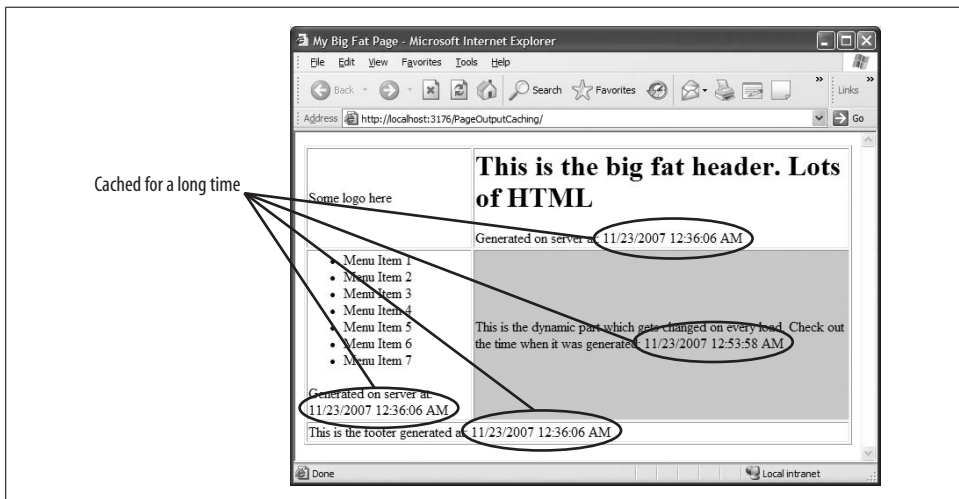 My Big Fat Page - Microsoft Internet Explorer
File Edit View Favorites Tools Help
Back Search Favorites Links
Address http://localhost:3176/PageOutputCaching/ Go
Cached for a long time
Some logo here
This is the big fat header. Lots
of HTML
Generated on server at: 11/23/2007 12:36:06 AM
Menu Item 1
Menu Item 2
Menu Item 3
Menu Item 4
Menu Item 5
Menu Item 6
Menu Item 7
Generated on server at:
11/23/2007 12:36:06 AM
This is the dynamic part which gets changed on every load. Check out
the time when it was generated: 11/23/2007 12:53:58 AM
This is the footer generated at: 11/23/2007 12:36:06 AM
Done Local intranet